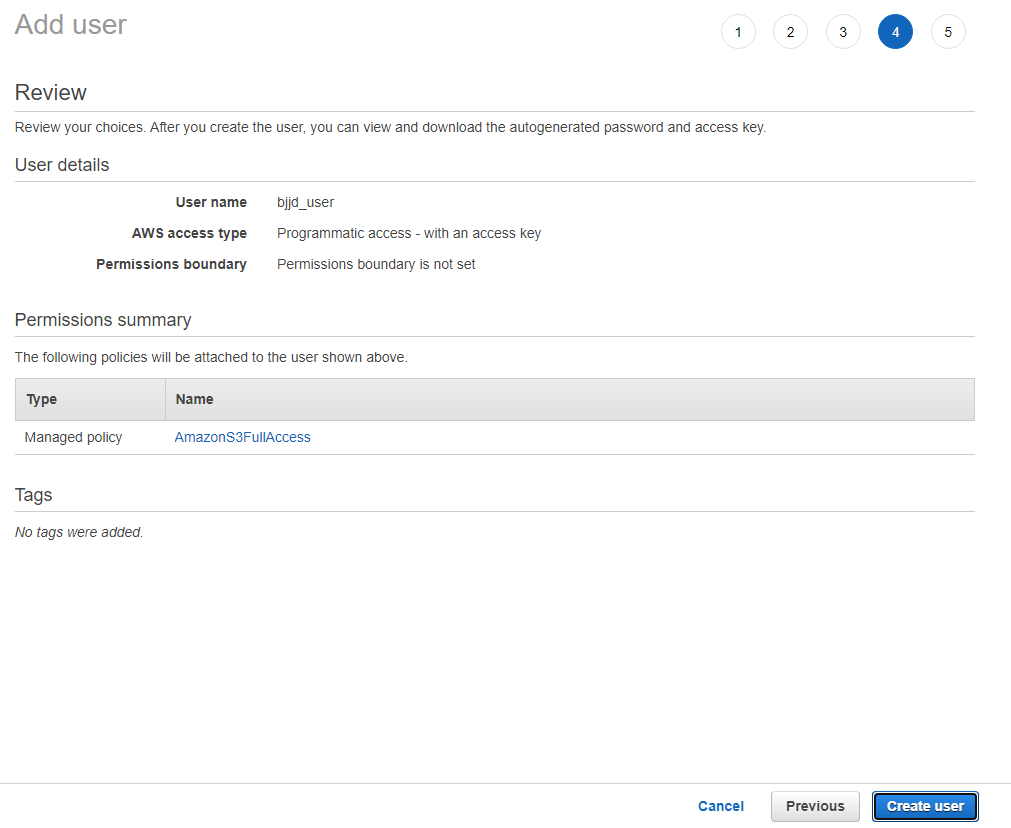 Add user
1 2 3 4 5
Review
Review your choices. After you create the user, you can view and download the autogenerated password and access key.
User details
User name bjjd_user
AWS access type Programmatic access - with an access key
Permissions boundary Permissions boundary is not set
Permissions summary
The following policies will be attached to the user shown above.
Type Name
Managed policy AmazonS3FullAccess
Tags
No tags were added.
Cancel Previous Create user